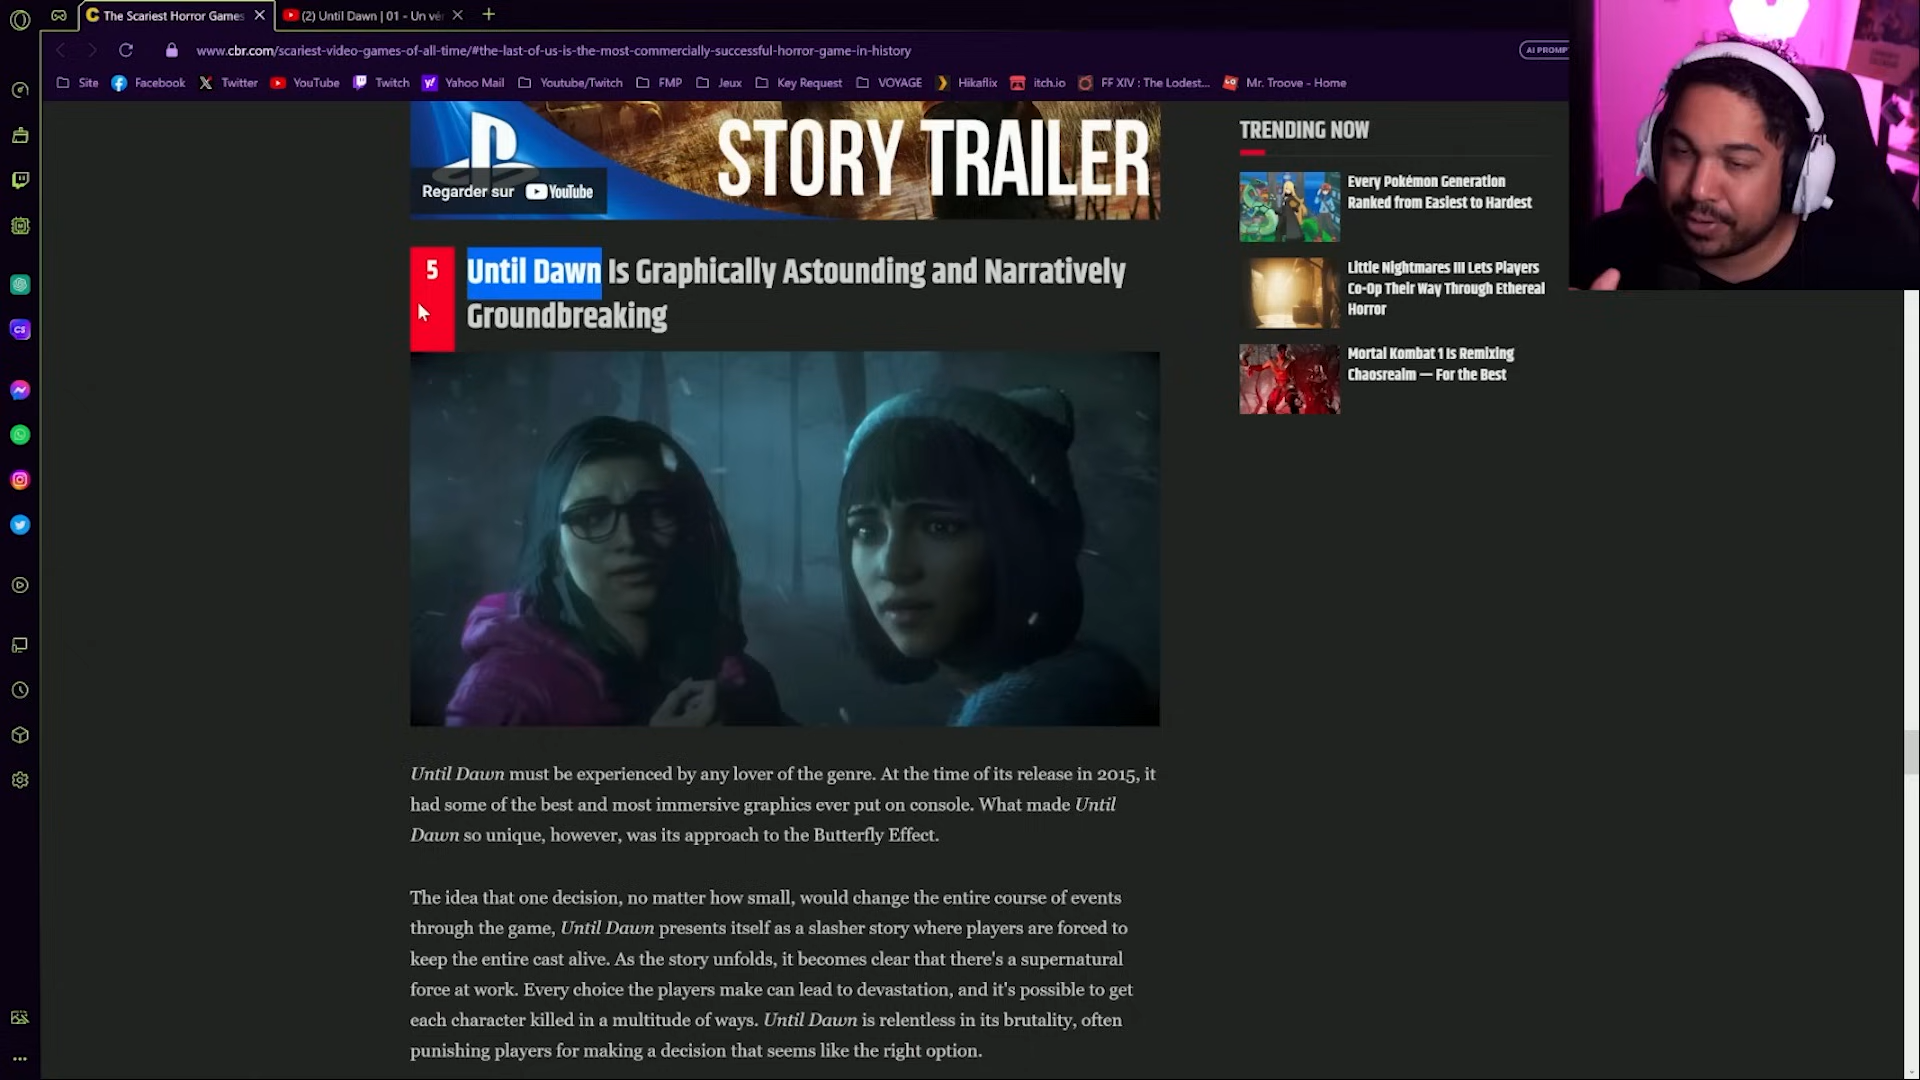 The Scariest Horror Games
(2) Until Dawn | 01 - Un vér
www.cbr.com/scariest-video-games-of-all-time/#the-last-of-us-is-the-most-commercially-successful-horror-game-in-history
AI PROMP
Site Facebook Twitter YouTube Twitch Yahoo Mail Youtube/Twitch FMP Jeux Key Request VOYAGE Hikaflix itch.io FF XIV : The Lodest... Mr. Troove - Home
STORY TRAILER
Regarder sur YouTube
5
Until Dawn Is Graphically Astounding and Narratively
Groundbreaking
Until Dawn must be experienced by any lover of the genre. At the time of its release in 2015, it
had some of the best and most immersive graphics ever put on console. What made Until
Dawn so unique, however, was its approach to the Butterfly Effect.
The idea that one decision, no matter how small, would change the entire course of events
through the game, Until Dawn presents itself as a slasher story where players are forced to
keep the entire cast alive. As the story unfolds, it becomes clear that there's a supernatural
force at work. Every choice the players make can lead to devastation, and it's possible to get
each character killed in a multitude of ways. Until Dawn is relentless in its brutality, often
punishing players for making a decision that seems like the right option.
TRENDING NOW
Every Pokémon Generation
Ranked from Easiest to Hardest
Little Nightmares III Lets Players
Co-Op Their Way Through Ethereal
Horror
Mortal Kombat 1 Is Remixing
Chaosrealm — For the Best
CS